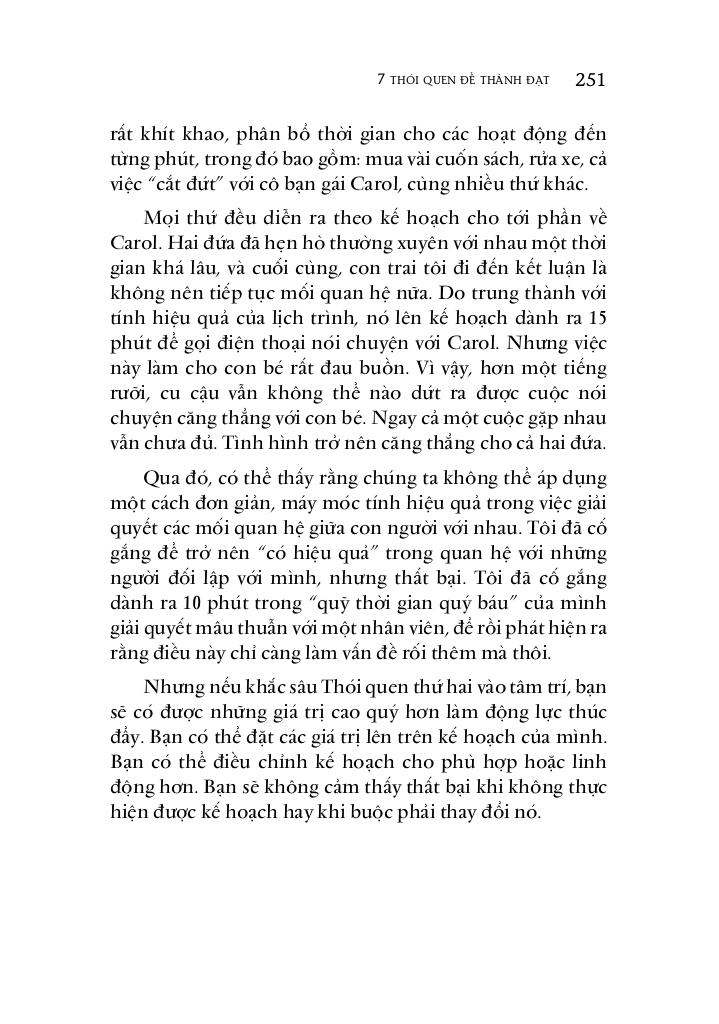 7 THÓI QUEN ĐỂ THÀNH ĐẠT 251
rất khít khao, phân bổ thời gian cho các hoạt động đến
từng phút, trong đó bao gồm: mua vài cuốn sách, rửa xe, cả
việc “cắt đứt” với cô bạn gái Carol, cùng nhiều thứ khác.
Mọi thứ đều diễn ra theo kế hoạch cho tới phần về
Carol. Hai đứa đã hẹn hò thường xuyên với nhau một thời
gian khá lâu, và cuối cùng, con trai tôi đi đến kết luận là
không nên tiếp tục mối quan hệ nữa. Do trung thành với
tính hiệu quả của lịch trình, nó lên kế hoạch dành ra 15
phút để gọi điện thoại nói chuyện với Carol. Nhưng việc
này làm cho con bé rất đau buồn. Vì vậy, hơn một tiếng
rưỡi, cu cậu vẫn không thể nào dứt ra được cuộc nói
chuyện căng thẳng với con bé. Ngay cả một cuộc gặp nhau
vẫn chưa đủ. Tình hình trở nên căng thẳng cho cả hai đứa.
Qua đó, có thể thấy rằng chúng ta không thể áp dụng
một cách đơn giản, máy móc tính hiệu quả trong việc giải
quyết các mối quan hệ giữa con người với nhau. Tôi đã cố
gắng để trở nên “có hiệu quả” trong quan hệ với những
người đối lập với mình, nhưng thất bại. Tôi đã cố gắng
dành ra 10 phút trong “quỹ thời gian quý báu” của mình
giải quyết mâu thuẫn với một nhân viên, để rồi phát hiện ra
rằng điều này chỉ càng làm vấn đề rối thêm mà thôi.
Nhưng nếu khắc sâu Thói quen thứ hai vào tâm trí, bạn
sẽ có được những giá trị cao quý hơn làm động lực thúc
đẩy. Bạn có thể đặt các giá trị lên trên kế hoạch của mình.
Bạn có thể điều chỉnh kế hoạch cho phù hợp hoặc linh
động hơn. Bạn sẽ không cảm thấy thất bại khi không thực
hiện được kế hoạch hay khi buộc phải thay đổi nó.